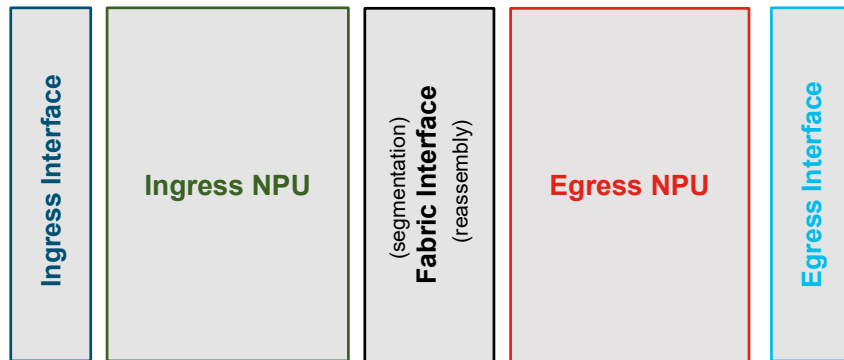 Ingress Interface
Ingress NPU
(segmentation)
Fabric Interface
(reassembly)
Egress NPU
Egress Interface